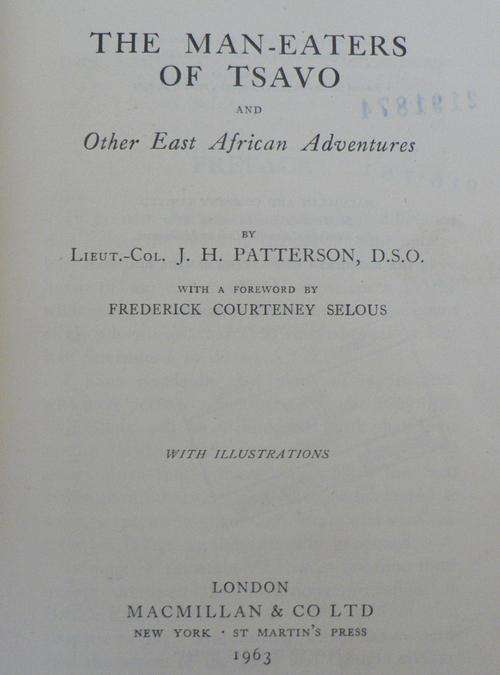 THE MAN-EATERS
OF TSAVO
AND
Other East African Adventures
BY
LIEUT.-COL. J. H. PATTERSON, D.S.O.
WITH A FOREWORD BY
FREDERICK COURTENEY SELOUS
WITH ILLUSTRATIONS
LONDON
MACMILLAN & CO LTD
NEW YORK · ST MARTIN'S PRESS
1963